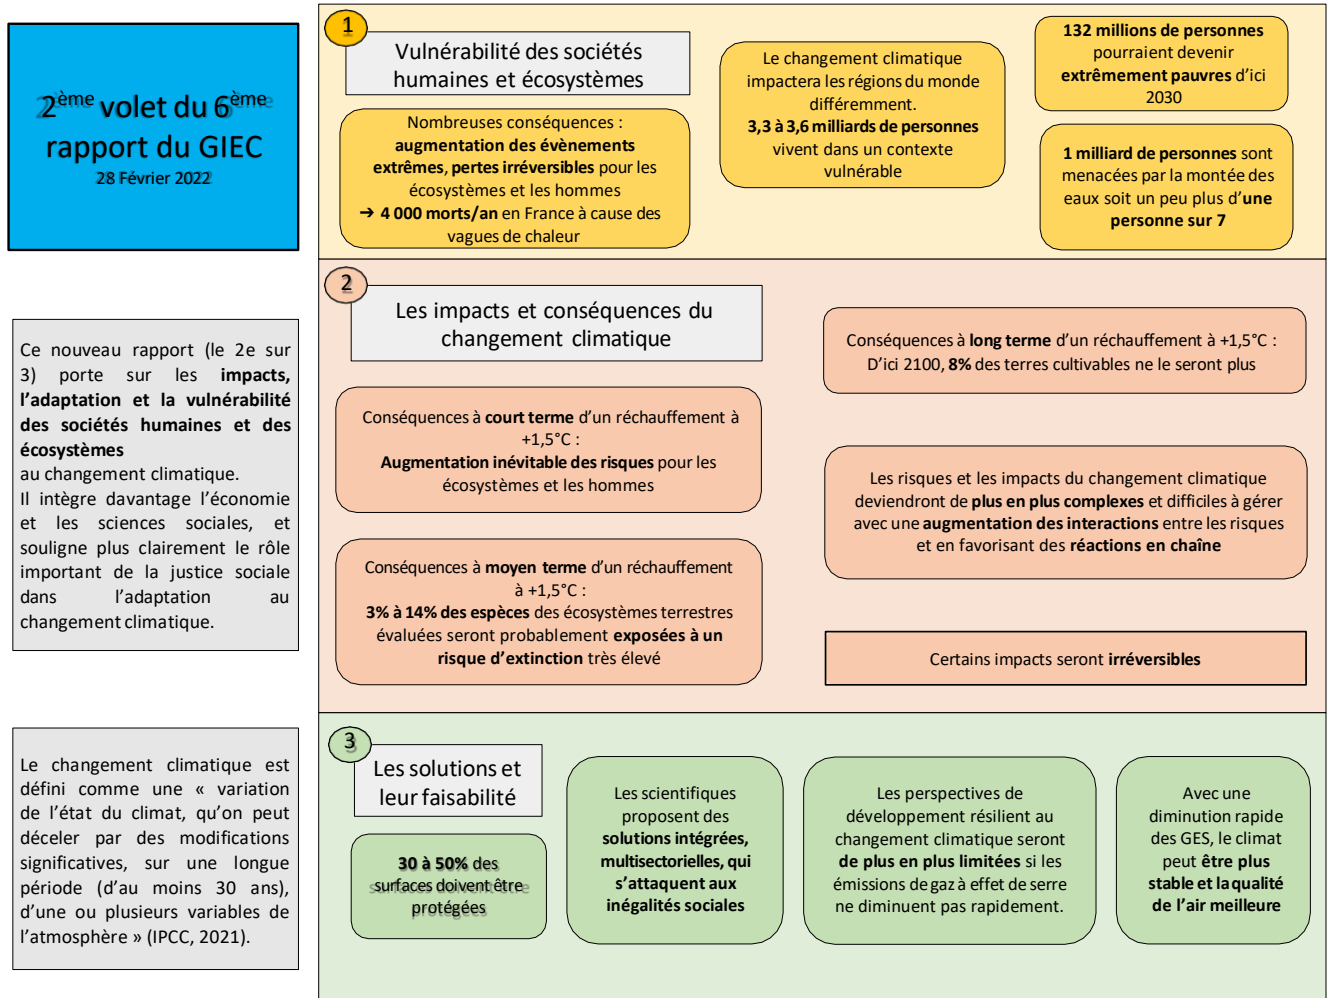 2ème volet du 6ème
rapport du GIEC
28 Février 2022
Ce nouveau rapport (le 2e sur
3) porte sur les impacts,
l’adaptation et la vulnérabilité
des sociétés humaines et des
écosystèmes
au changement climatique.
Il intègre davantage l’économie
et les sciences sociales, et
souligne plus clairement le rôle
important de la justice sociale
dans l’adaptation au
changement climatique.
Le changement climatique est
défini comme une « variation
de l’état du climat, qu’on peut
déceler par des modifications
significatives, sur une longue
période (d’au moins 30 ans),
d’une ou plusieurs variables de
l’atmosphère » (IPCC, 2021).
1
Vulnérabilité des sociétés
humaines et écosystèmes
Nombreuses conséquences :
augmentation des évènements
extrêmes, pertes irréversibles pour les
écosystèmes et les hommes
➔ 4 000 morts/an en France à cause des
vagues de chaleur
Le changement climatique
impactera les régions du monde
différemment.
3,3 à 3,6 milliards de personnes
vivent dans un contexte
vulnérable
132 millions de personnes
pourraient devenir
extrêmement pauvres d’ici
2030
1 milliard de personnes sont
menacées par la montée des
eaux soit un peu plus d’une
personne sur 7
2
Les impacts et conséquences du
changement climatique
Conséquences à court terme d’un réchauffement à
+1,5°C :
Augmentation inévitable des risques pour les
écosystèmes et les hommes
Conséquences à moyen terme d’un réchauffement
à +1,5°C :
3% à 14% des espèces des écosystèmes terrestres
évaluées seront probablement exposées à un
risque d’extinction très élevé
Conséquences à long terme d’un réchauffement à +1,5°C :
D’ici 2100, 8% des terres cultivables ne le seront plus
Les risques et les impacts du changement climatique
deviendront de plus en plus complexes et difficiles à gérer
avec une augmentation des interactions entre les risques
et en favorisant des réactions en chaîne
Certains impacts seront irréversibles
3
Les solutions et
leur faisabilité
30 à 50% des
surfaces doivent être
protégées
Les scientifiques
proposent des
solutions intégrées,
multisectorielles, qui
s’attaquent aux
inégalités sociales
Les perspectives de
développement résilient au
changement climatique seront
de plus en plus limitées si les
émissions de gaz à effet de serre
ne diminuent pas rapidement.
Avec une
diminution rapide
des GES, le climat
peut être plus
stable et la qualité
de l’air meilleure